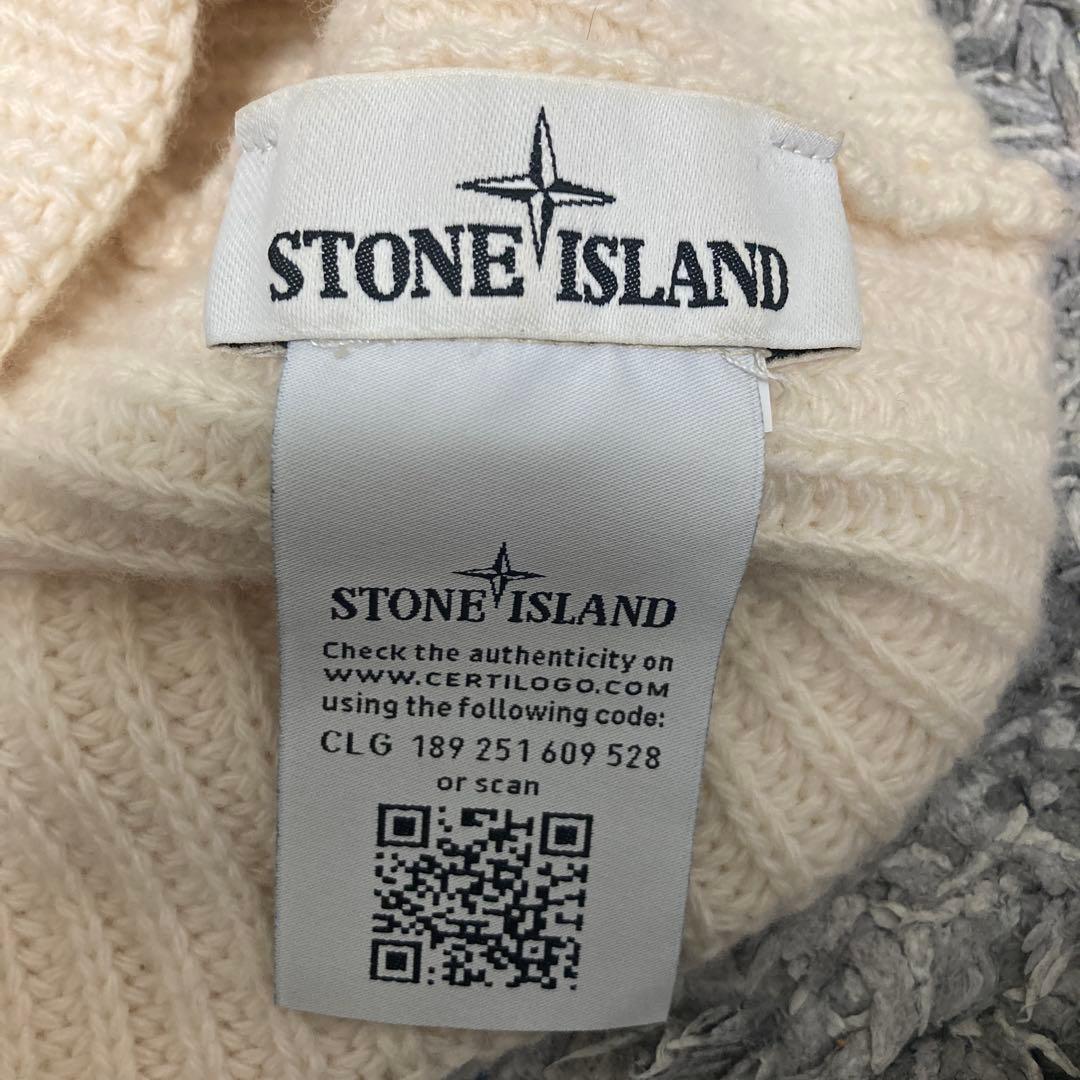 STONE ISLAND
STONE ISLAND
Check the authenticity on
WWW.CERTILOGO.COM
using the following code:
CLG 189 251 609 528
or scan